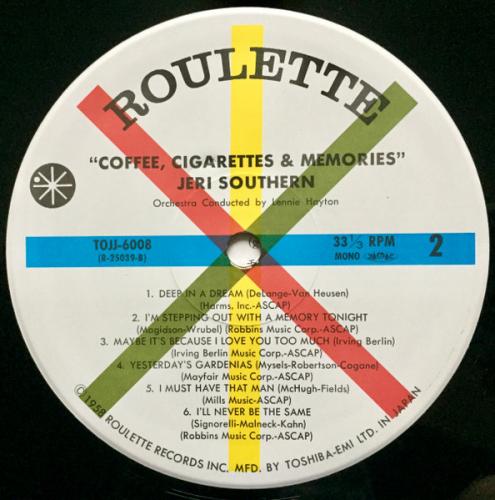 ROULETTE
"COFFEE, CIGARETTES & MEMORIES"
JERI SOUTHERN
Orchestra Conducted by Lennie Hayton
TOJJ-6008
(R-25039-B)
33 1/3 RPM
MONO
2
1. DEEP IN A DREAM (DeLange-Van Heusen)
(Harms, Inc.-ASCAP)
2. I'M STEPPING OUT WITH A MEMORY TONIGHT
(Magidson-Wrubel) (Robbins Music Corp.-ASCAP)
3. MAYBE IT'S BECAUSE I LOVE YOU TOO MUCH (Irving Berlin)
(Irving Berlin Music Corp.-ASCAP)
4. YESTERDAY'S GARDENIAS (Mysels-Robertson-Cogane)
(Mayfair Music Corp.-ASCAP)
5. I MUST HAVE THAT MAN (McHugh-Fields)
(Mills Music-ASCAP)
6. I'LL NEVER BE THE SAME
(Signorelli-Malneck-Kahn)
(Robbins Music Corp.-ASCAP)
©1958 ROULETTE RECORDS INC. MFD. BY TOSHIBA-EMI LTD. IN JAPAN